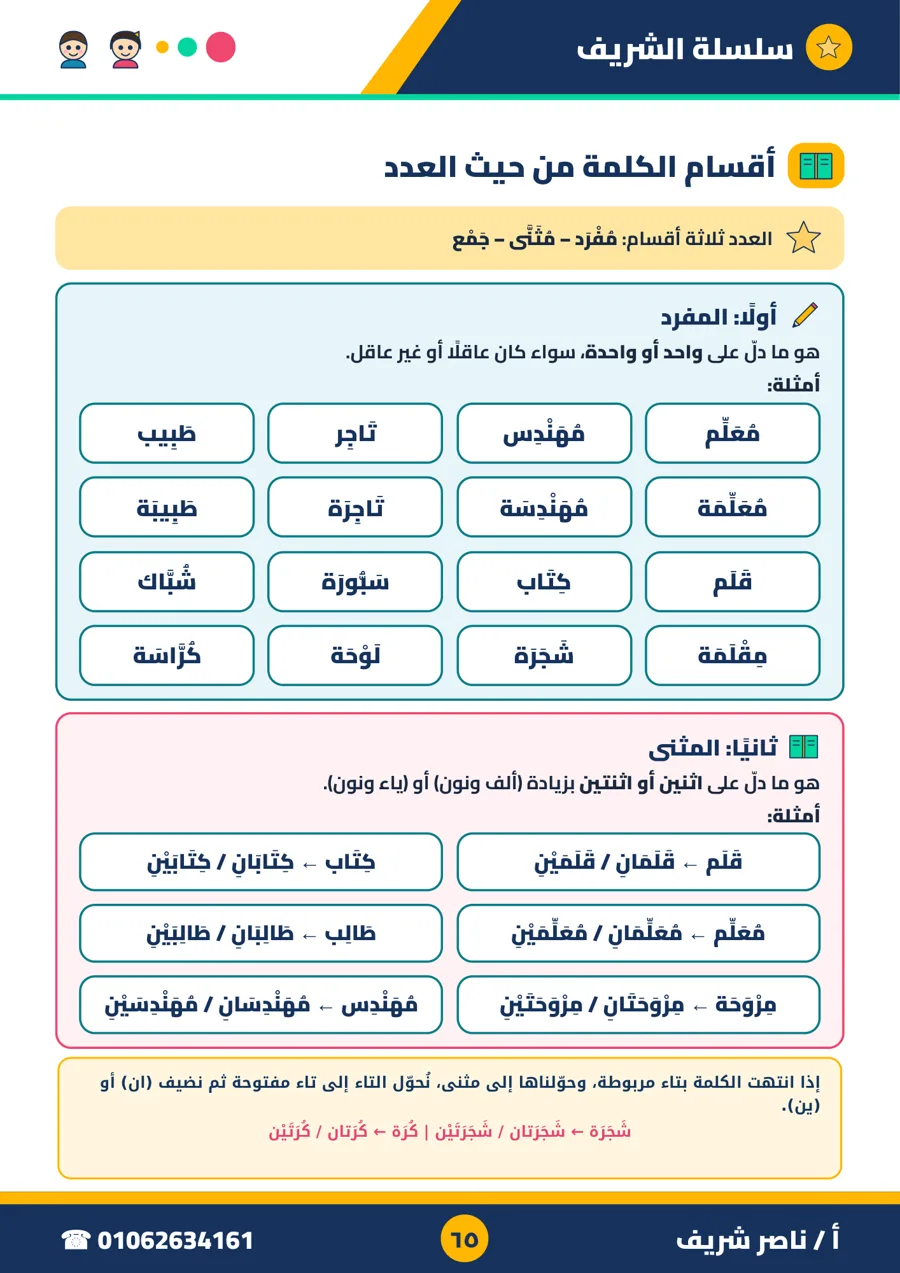 سلسلة الشريف
أقسام الكلمة من حيث العدد
العدد ثلاثة أقسام: مُفْرَد – مُثَنَّى – جَمْع
أولًا: المفرد
هو ما دلّ على واحد أو واحدة، سواء كان عاقلًا أو غير عاقل.
أمثلة:
مُعَلِّم مُهَنْدِس تَاجِر طَبِيب
مُعَلِّمَة مُهَنْدِسَة تَاجِرَة طَبِيبَة
قَلَم كِتَاب سَبُّورَة شُبَّاك
مِقْلَمَة شَجَرَة لَوْحَة كُرَّاسَة
ثانيًا: المثنى
هو ما دلّ على اثنين أو اثنتين بزيادة (ألف ونون) أو (ياء ونون).
أمثلة:
قَلَم ← قَلَمَانِ / قَلَمَيْنِ كِتَاب ← كِتَابَانِ / كِتَابَيْنِ
مُعَلِّم ← مُعَلِّمَانِ / مُعَلِّمَيْنِ طَالِب ← طَالِبَانِ / طَالِبَيْنِ
مِرْوَحَة ← مِرْوَحَتَانِ / مِرْوَحَتَيْنِ مُهَنْدِس ← مُهَنْدِسَانِ / مُهَنْدِسَيْنِ
إذا انتهت الكلمة بتاء مربوطة، وحوّلناها إلى مثنى، نُحوّل التاء إلى تاء مفتوحة ثم نضيف (ان) أو
(ين).
شَجَرَة ← شَجَرَتان / شَجَرَتَيْن | كُرَة ← كُرَتان / كُرَتَيْن
أ / ناصر شريف ٦٥ 01062634161 ☎